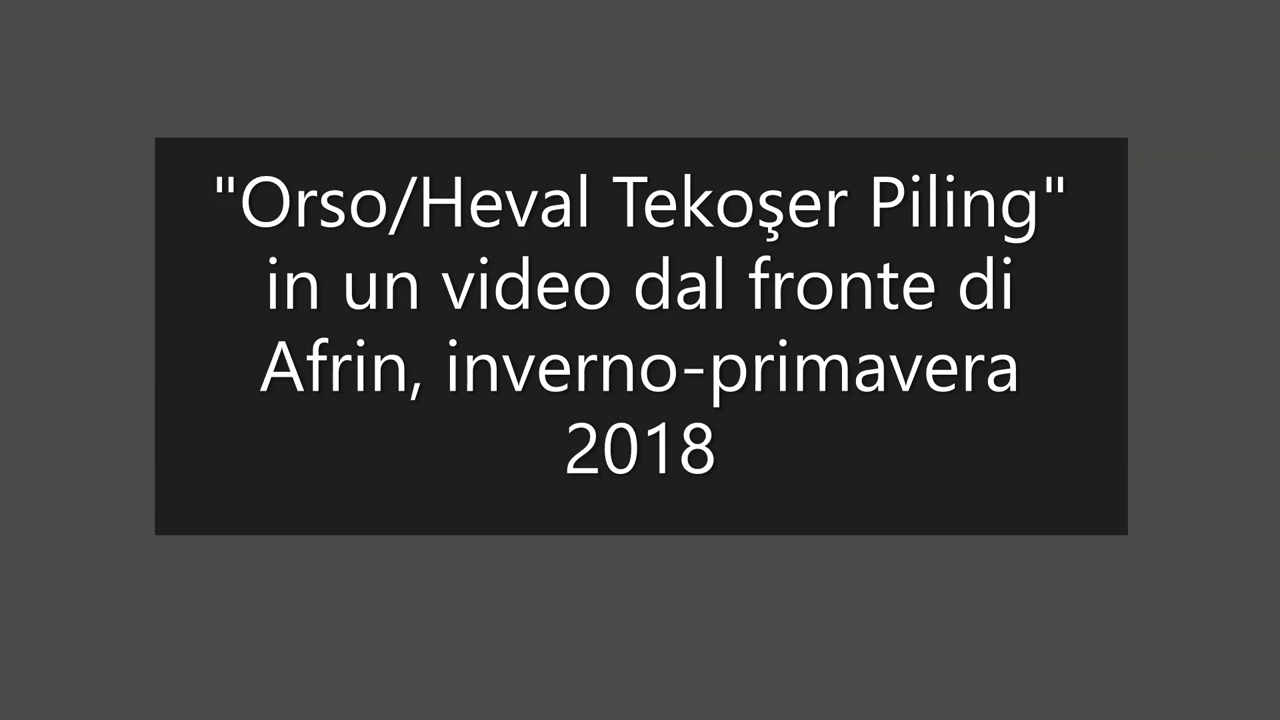 "Orso/Heval Tekoşer Piling"
in un video dal fronte di
Afrin, inverno-primavera
2018